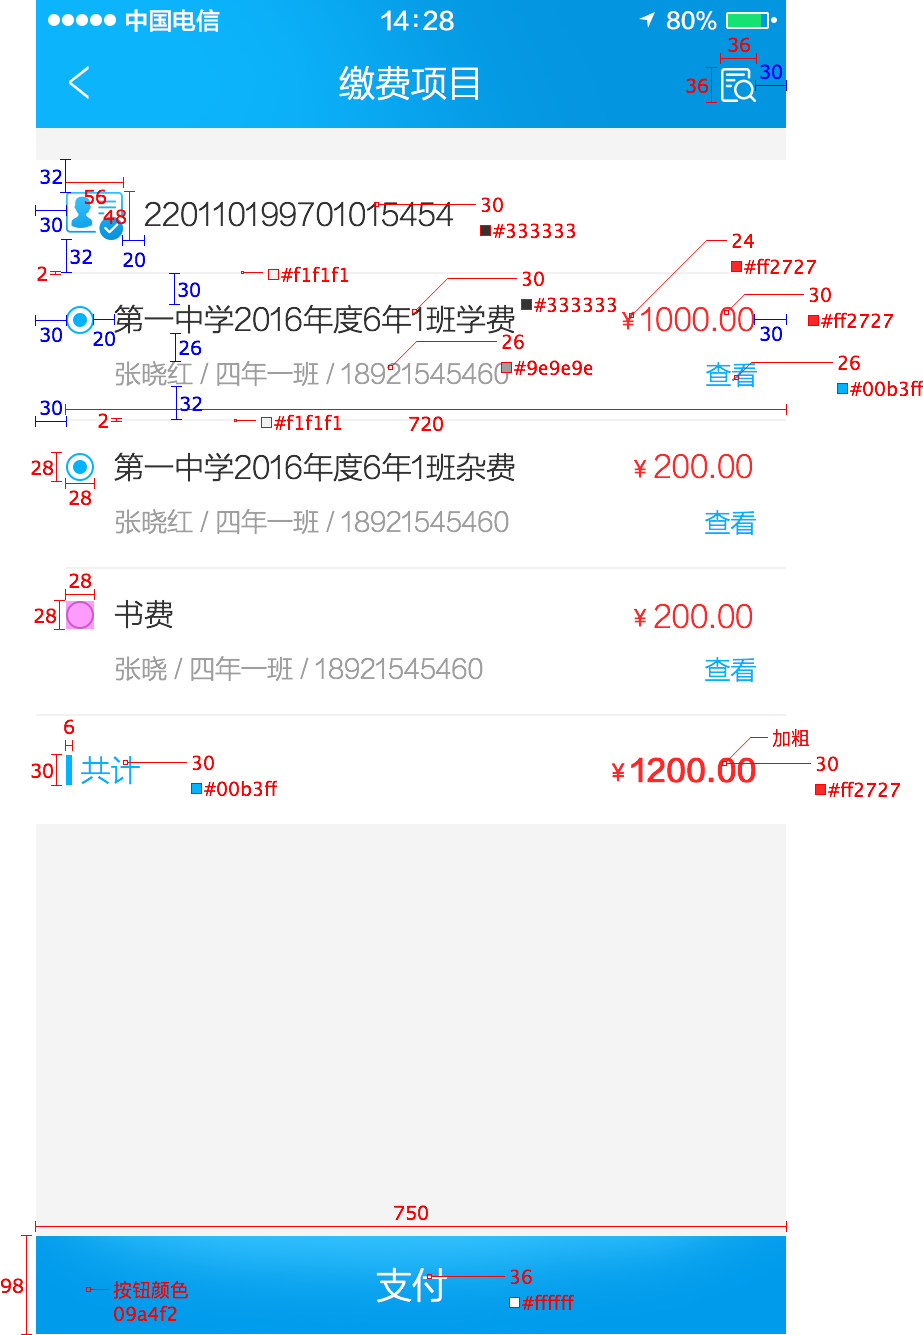 中国电信 14:28 80%
36
缴费项目
36 30
32
56
48
220110199701015454 30
30 #333333
32 20
24
#ff2727
2 #f1f1f1
30 30
#333333 30
第一中学2016年度6年1班学费 ¥1000.00 #ff2727
30 20 30
26 26
#9e9e9e 26
张晓红 / 四年一班 / 18921545460 查看 #00b3ff
32
30 2 #f1f1f1 720
28 第一中学2016年度6年1班杂费 ¥ 200.00
28
张晓红 / 四年一班 / 18921545460 查看
28
28 书费 ¥ 200.00
张晓 / 四年一班 / 18921545460 查看
6 加粗
30 共计 30 ¥1200.00 30
#00b3ff #ff2727
750
98 支付 36
按钮颜色 #ffffff
09a4f2